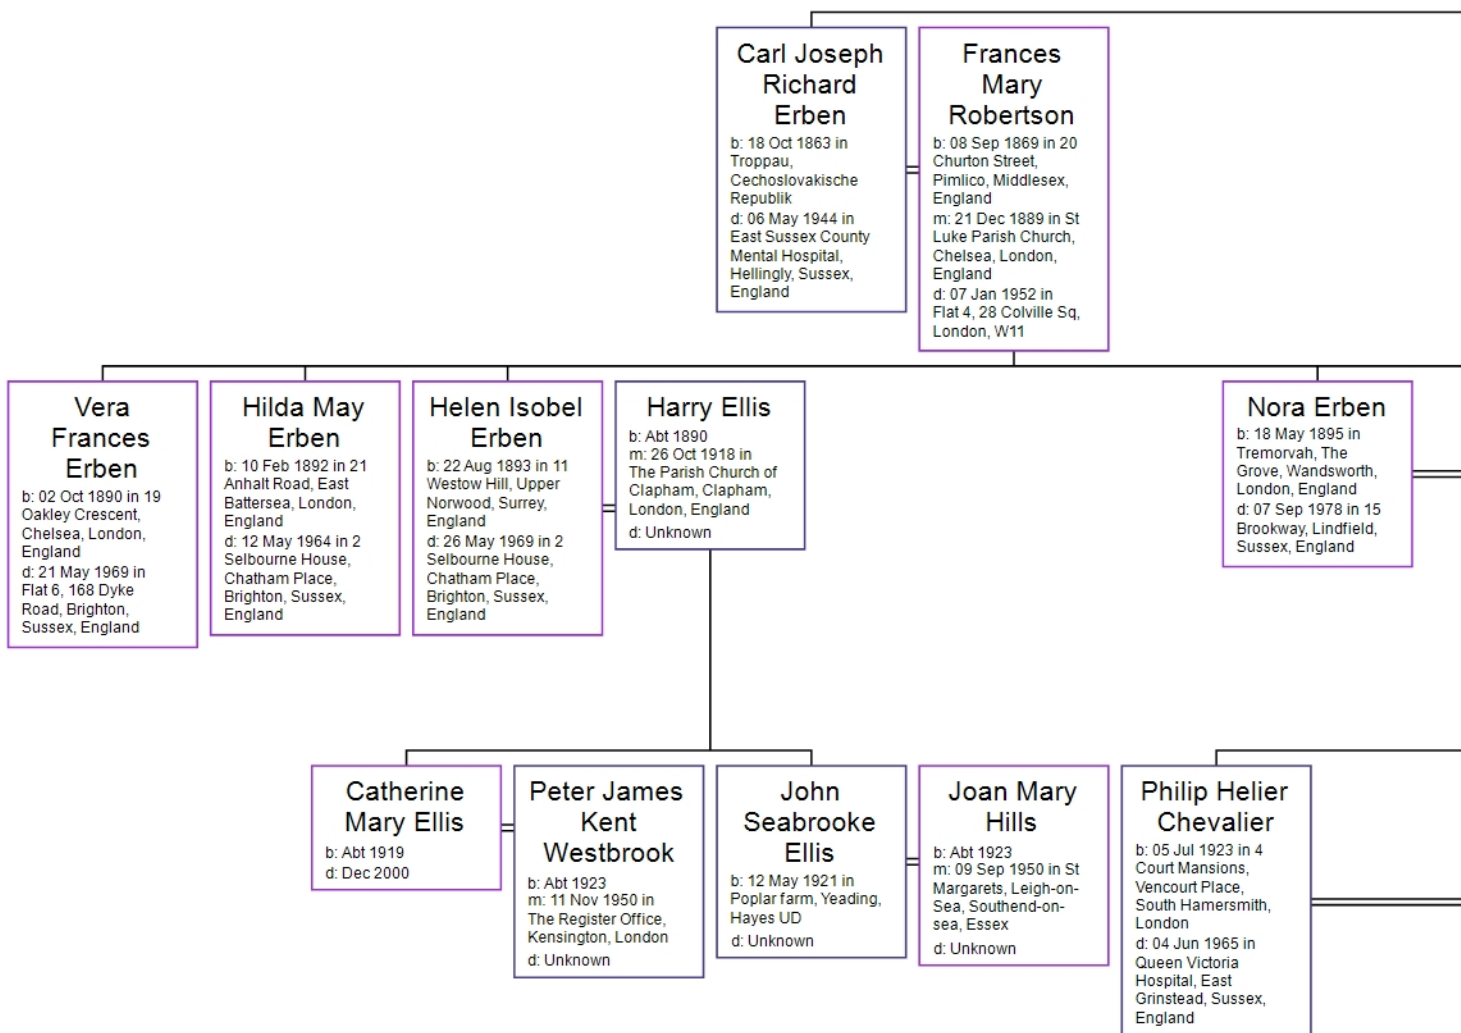 Carl Joseph
Richard
Erben
b: 18 Oct 1863 in
Troppau,
Cechoslovakische
Republik
d: 06 May 1944 in
East Sussex County
Mental Hospital,
Hellingly, Sussex,
England
Frances
Mary
Robertson
b: 08 Sep 1869 in 20
Churton Street,
Pimlico, Middlesex,
England
m: 21 Dec 1889 in St
Luke Parish Church,
Chelsea, London,
England
d: 07 Jan 1952 in
Flat 4, 28 Colville Sq,
London, W11
Vera
Frances
Erben
b: 02 Oct 1890 in 19
Oakley Crescent,
Chelsea, London,
England
d: 21 May 1969 in
Flat 6, 168 Dyke
Road, Brighton,
Sussex, England
Hilda May
Erben
b: 10 Feb 1892 in 21
Anhalt Road, East
Battersea, London,
England
d: 12 May 1964 in 2
Selbourne House,
Chatham Place,
Brighton, Sussex,
England
Helen Isobel
Erben
b: 22 Aug 1893 in 11
Westow Hill, Upper
Norwood, Surrey,
England
d: 26 May 1969 in 2
Selbourne House,
Chatham Place,
Brighton, Sussex,
England
Harry Ellis
b: Abt 1890
m: 26 Oct 1918 in
The Parish Church of
Clapham, Clapham,
London, England
d: Unknown
Nora Erben
b: 18 May 1895 in
Tremorvah, The
Grove, Wandsworth,
London, England
d: 07 Sep 1978 in 15
Brookway, Lindfield,
Sussex, England
Catherine
Mary Ellis
b: Abt 1919
d: Dec 2000
Peter James
Kent
Westbrook
b: Abt 1923
m: 11 Nov 1950 in
The Register Office,
Kensington, London
d: Unknown
John
Seabrooke
Ellis
b: 12 May 1921 in
Poplar farm, Yeading,
Hayes UD
d: Unknown
Joan Mary
Hills
b: Abt 1923
m: 09 Sep 1950 in St
Margarets, Leigh-on-
Sea, Southend-on-
sea, Essex
d: Unknown
Philip Helier
Chevalier
b: 05 Jul 1923 in 4
Court Mansions,
Vencourt Place,
South Hamersmith,
London
d: 04 Jun 1965 in
Queen Victoria
Hospital, East
Grinstead, Sussex,
England